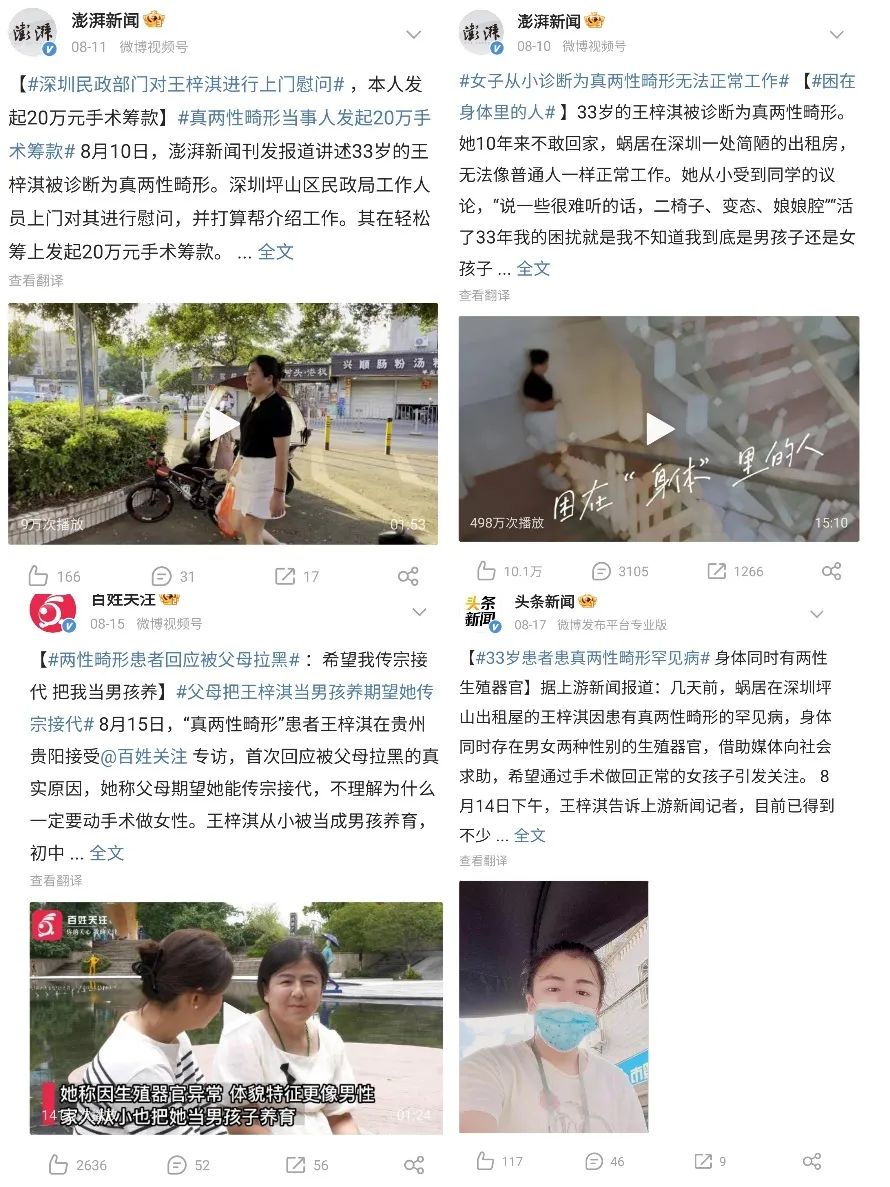 澎湃新闻
08-11 微博视频号
【#深圳民政部门对王梓淇进行上门慰问#，本人发
起20万元手术筹款】#真两性畸形当事人发起20万手
术筹款# 8月10日，澎湃新闻刊发报道讲述33岁的王
梓淇被诊断为真两性畸形。深圳坪山区民政局工作人
员上门对其进行慰问，并打算帮介绍工作。其在轻松
筹上发起20万元手术筹款。 ... 全文
查看翻译
兴顺肠粉汤粉
9万次播放
01:53
166
31
17
澎湃新闻
08-10 微博视频号
#女子从小诊断为真两性畸形无法正常工作# 【#困在
身体里的人# 】33岁的王梓淇被诊断为真两性畸形。
她10年来不敢回家，蜗居在深圳一处简陋的出租房，
无法像普通人一样正常工作。她从小受到同学的议
论，“说一些很难听的话，二椅子、变态、娘娘腔”“活
了33年我的困扰就是我不知道我到底是男孩子还是女
孩子 ... 全文
查看翻译
困在“身体”里的人
498万次播放
15:10
10.1万
3105
1266
百姓关注
08-15 微博视频号
【#两性畸形患者回应被父母拉黑# ：希望我传宗接
代 把我当男孩养】#父母把王梓淇当男孩养期望她传
宗接代# 8月15日，“真两性畸形”患者王梓淇在贵州
贵阳接受@百姓关注 专访，首次回应被父母拉黑的真
实原因，她称父母期望她能传宗接代，不理解为什么
一定要动手术做女性。王梓淇从小被当成男孩养育，
初中 ... 全文
查看翻译
百姓关注
她称因生殖器官异常 体貌特征更像男性
家人从小也把她当男孩子养育
01:24
2636
52
56
头条新闻
头条新闻
08-17 微博发布平台专业版
【#33岁患者患真两性畸形罕见病# 身体同时有两性
生殖器官】据上游新闻报道：几天前，蜗居在深圳坪
山出租屋的王梓淇因患有真两性畸形的罕见病，身体
同时存在男女两种性别的生殖器官，借助媒体向社会
求助，希望通过手术做回正常的女孩子引发关注。 8
月14日下午，王梓淇告诉上游新闻记者，目前已得到
不少 ... 全文
查看翻译
117
46
9